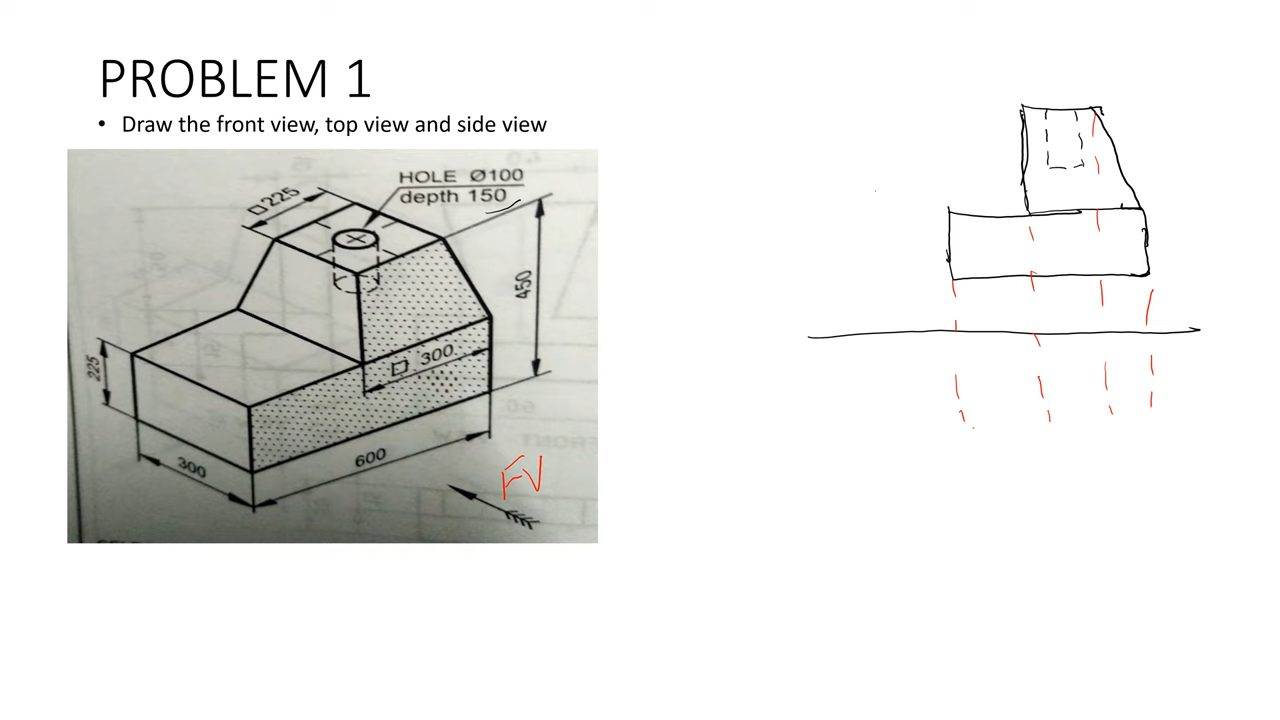 PROBLEM 1
• Draw the front view, top view and side view
HOLE Ø100
depth 150
□225
450
225
□ 300
300
600
FV